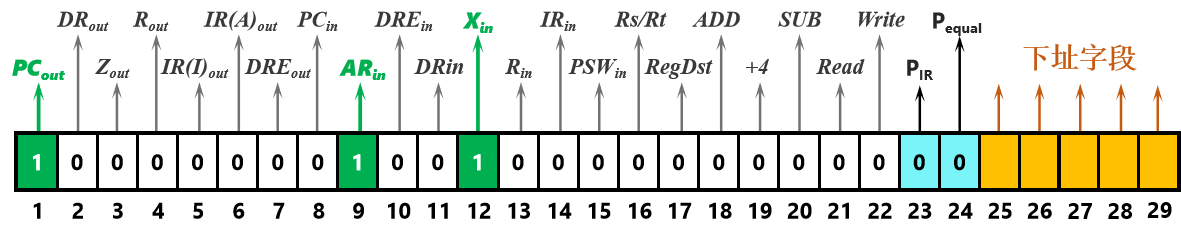 DRout Rout IR(A)out PCin DREin Xin IRin Rs/Rt ADD SUB Write Pequal
PCout Zout IR(I)out DREout ARin DRin Rin PSWin RegDst +4 Read PIR 下址字段
1 0 0 0 0 0 0 0 1 0 0 1 0 0 0 0 0 0 0 0 0 0 0 0
1 2 3 4 5 6 7 8 9 10 11 12 13 14 15 16 17 18 19 20 21 22 23 24 25 26 27 28 29